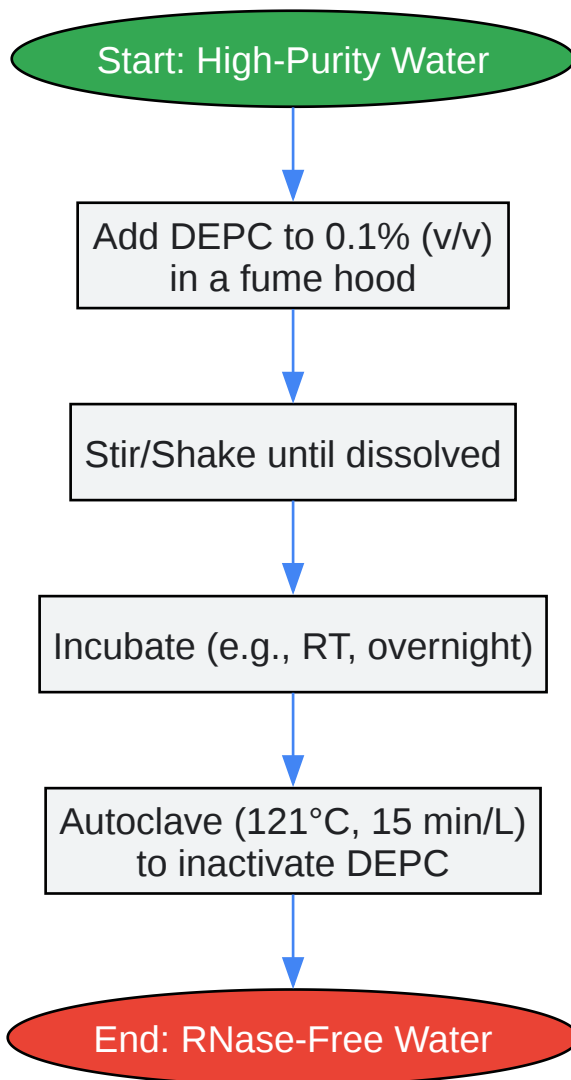 Start: High-Purity Water
Add DEPC to 0.1% (v/v)
in a fume hood
Stir/Shake until dissolved
Incubate (e.g., RT, overnight)
Autoclave (121°C, 15 min/L)
to inactivate DEPC
End: RNase-Free Water